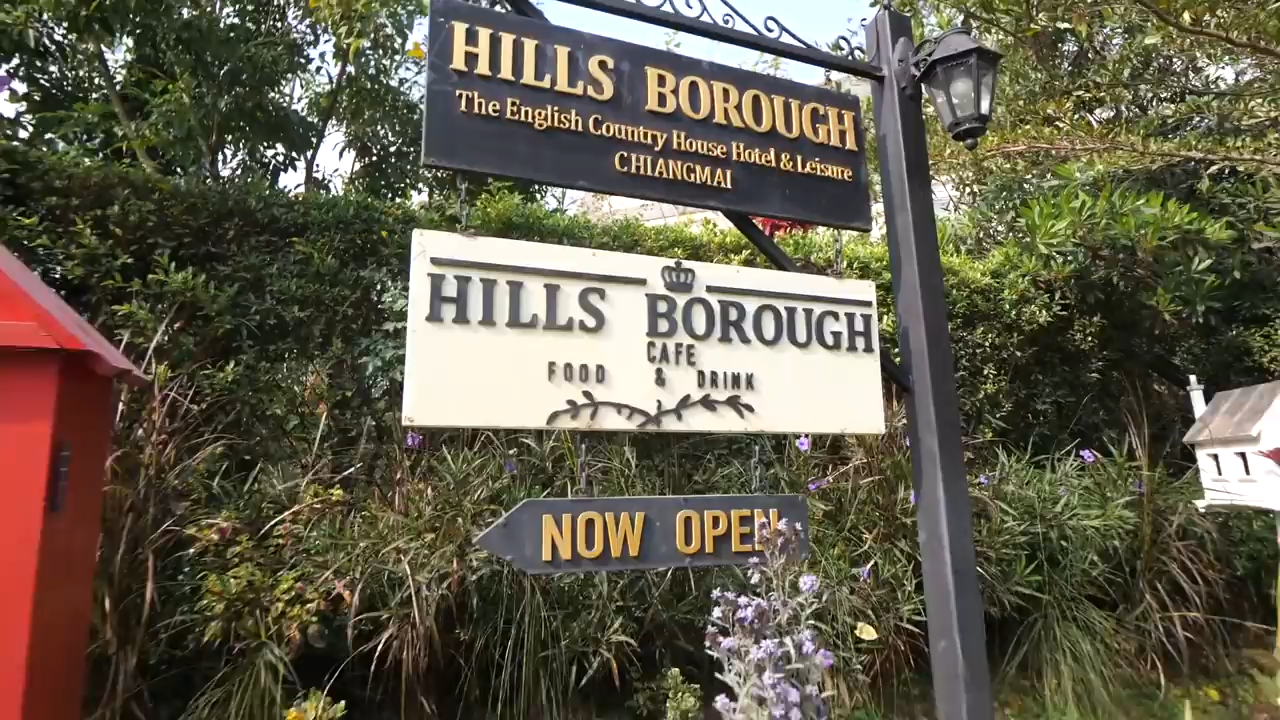 HILLS BOROUGH
The English Country House Hotel & Leisure
CHIANGMAI
HILLS BOROUGH
CAFE
FOOD & DRINK
NOW OPEN